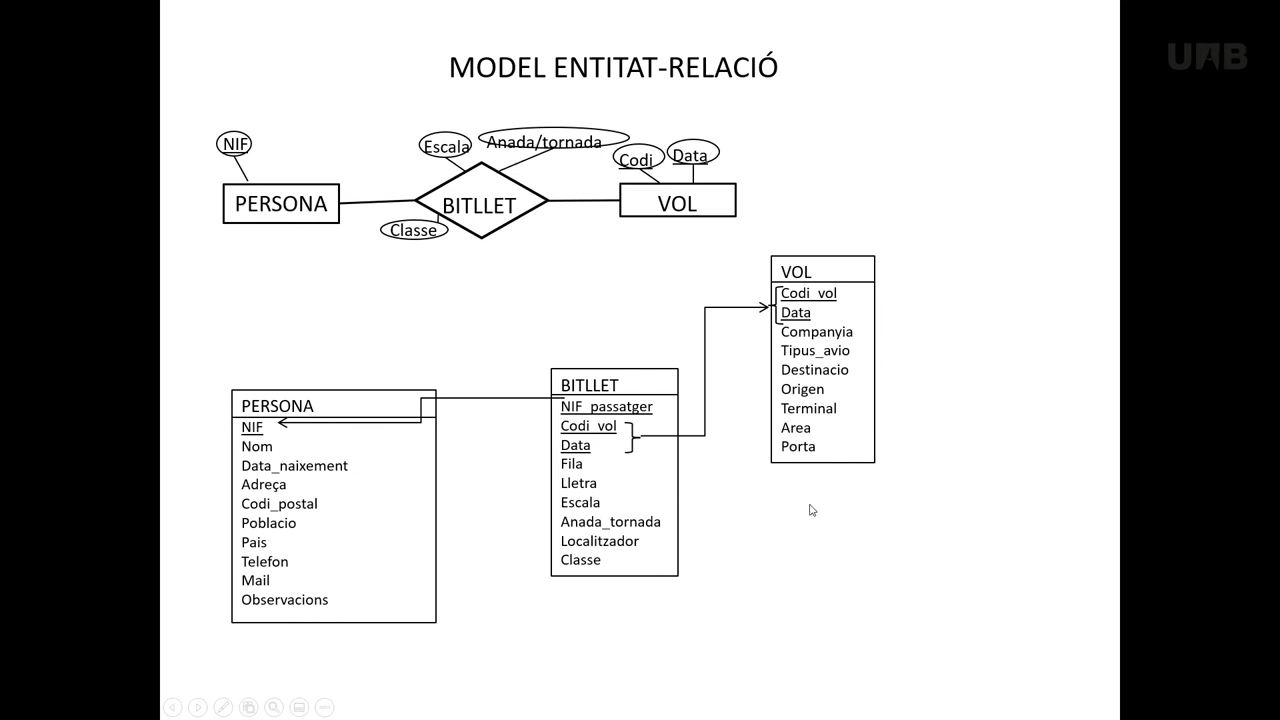 UAB
MODEL ENTITAT-RELACIÓ
NIF
Escala
Anada/tornada
Codi
Data
PERSONA
BITLLET
VOL
Classe
VOL
Codi_vol
Data
Companyia
Tipus_avio
Destinacio
Origen
Terminal
Area
Porta
BITLLET
NIF_passatger
Codi_vol
Data
Fila
Lletra
Escala
Anada_tornada
Localitzador
Classe
PERSONA
NIF
Nom
Data_naixement
Adreça
Codi_postal
Poblacio
Pais
Telefon
Mail
Observacions